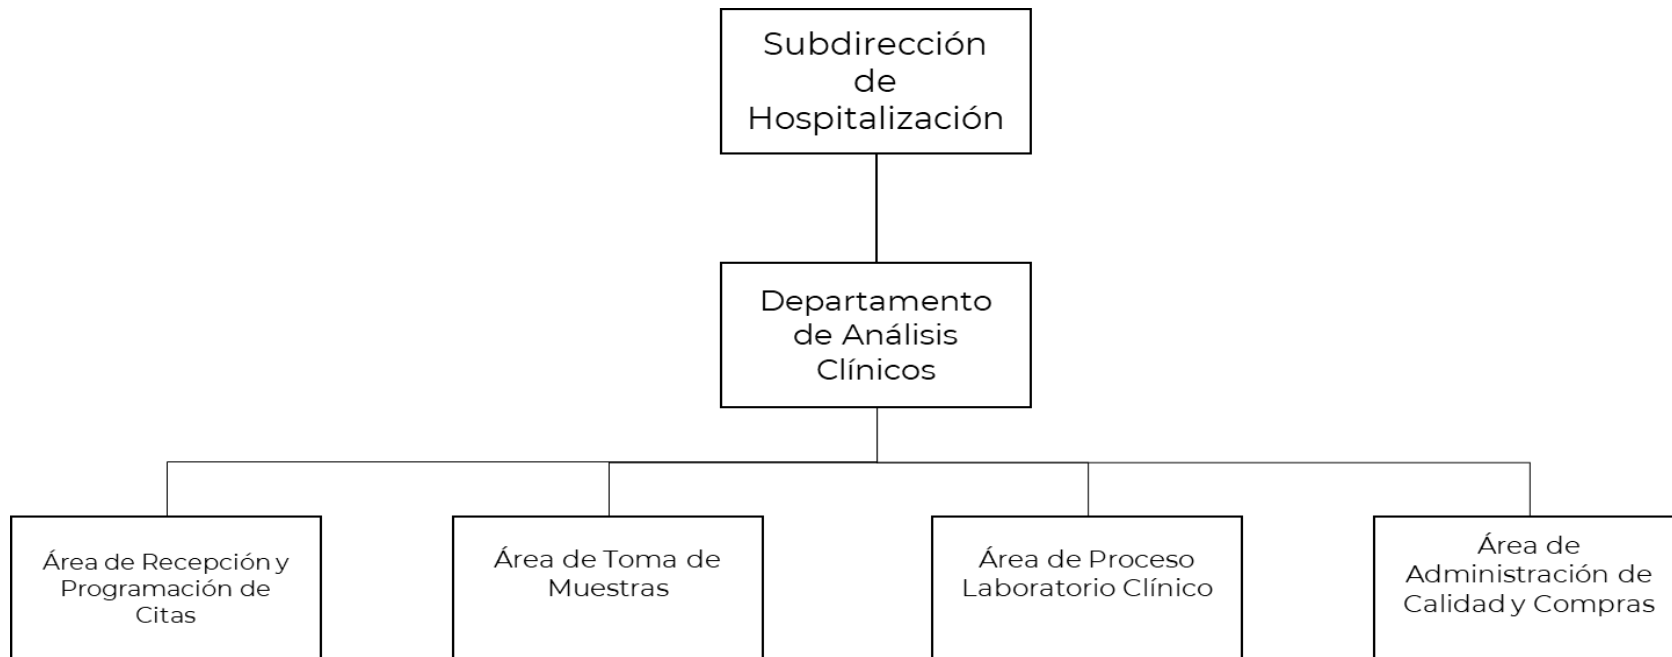 Subdirección
de
Hospitalización
Departamento
de Análisis
Clínicos
Área de Recepción y
Programación de
Citas
Área de Toma de
Muestras
Área de Proceso
Laboratorio Clínico
Área de
Administración de
Calidad y Compras